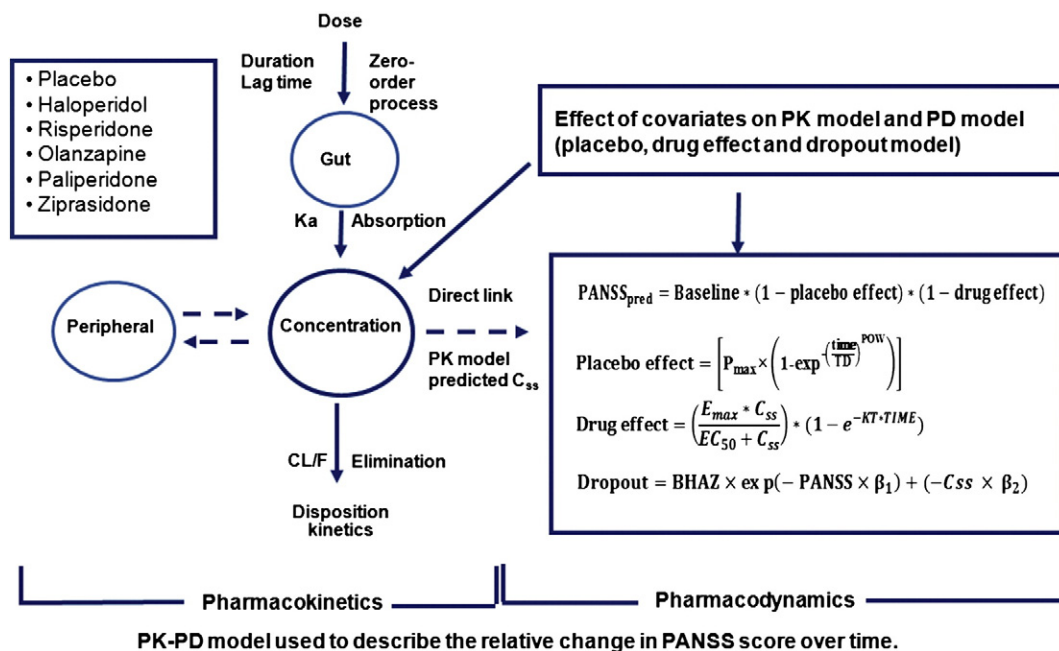 Dose
Duration
Lag time
Zero-
order
process
• Placebo
• Haloperidol
• Risperidone
• Olanzapine
• Paliperidone
• Ziprasidone
Gut
Effect of covariates on PK model and PD model
(placebo, drug effect and dropout model)
Ka Absorption
Peripheral
Concentration
Direct link
PK model
predicted C_ss
PANSS_pred = Baseline * (1 − placebo effect) * (1 − drug effect)
Placebo effect = [P_max × (1-exp^-(time/TD)^POW)]
Drug effect = (E_max * C_ss / EC_50 + C_ss) * (1 − e^−KT*TIME)
Dropout = BHAZ × ex p(− PANSS × β_1) + (−Css × β_2)
CL/F Elimination
Disposition
kinetics
Pharmacokinetics
Pharmacodynamics
PK-PD model used to describe the relative change in PANSS score over time.